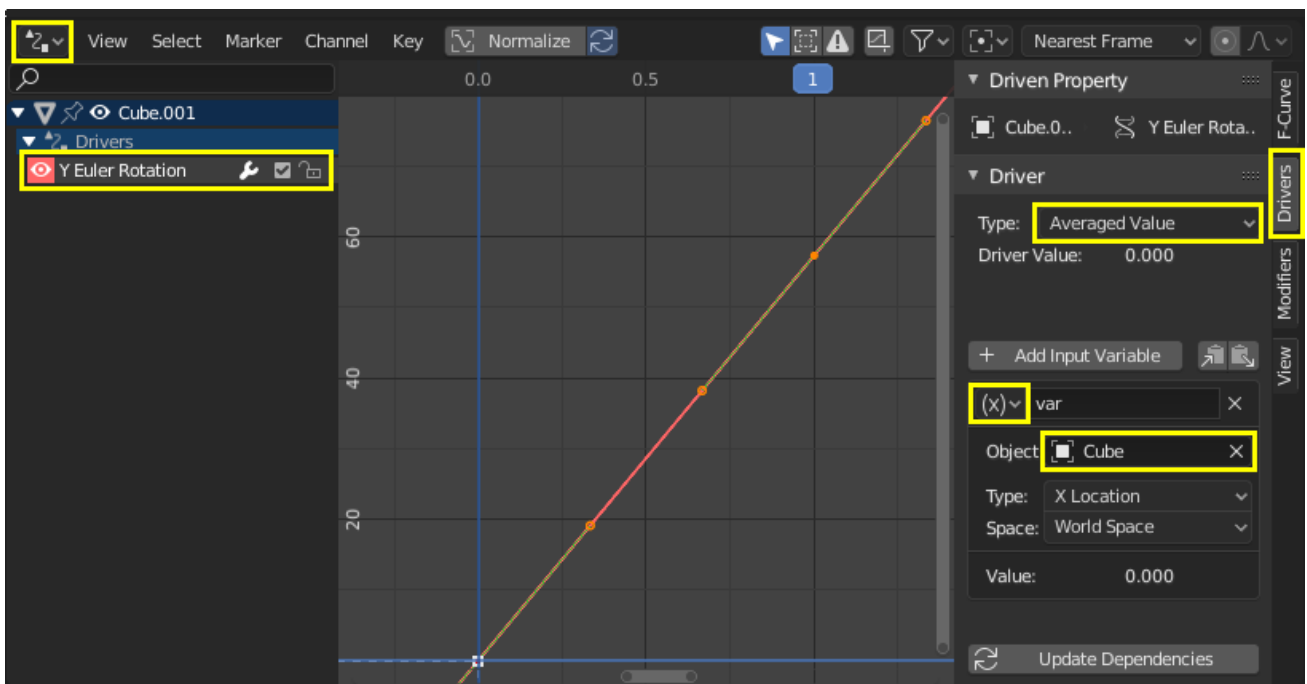 View Select Marker Channel Key Normalize Nearest Frame
0.0 0.5 1
Cube.001
Drivers
Y Euler Rotation
60
40
20
Driven Property
Cube.0.. Y Euler Rota..
Driver
Type: Averaged Value
Driver Value: 0.000
+ Add Input Variable
(x) var
Object Cube
Type: X Location
Space: World Space
Value: 0.000
Update Dependencies
F-Curve
Drivers
Modifiers
View